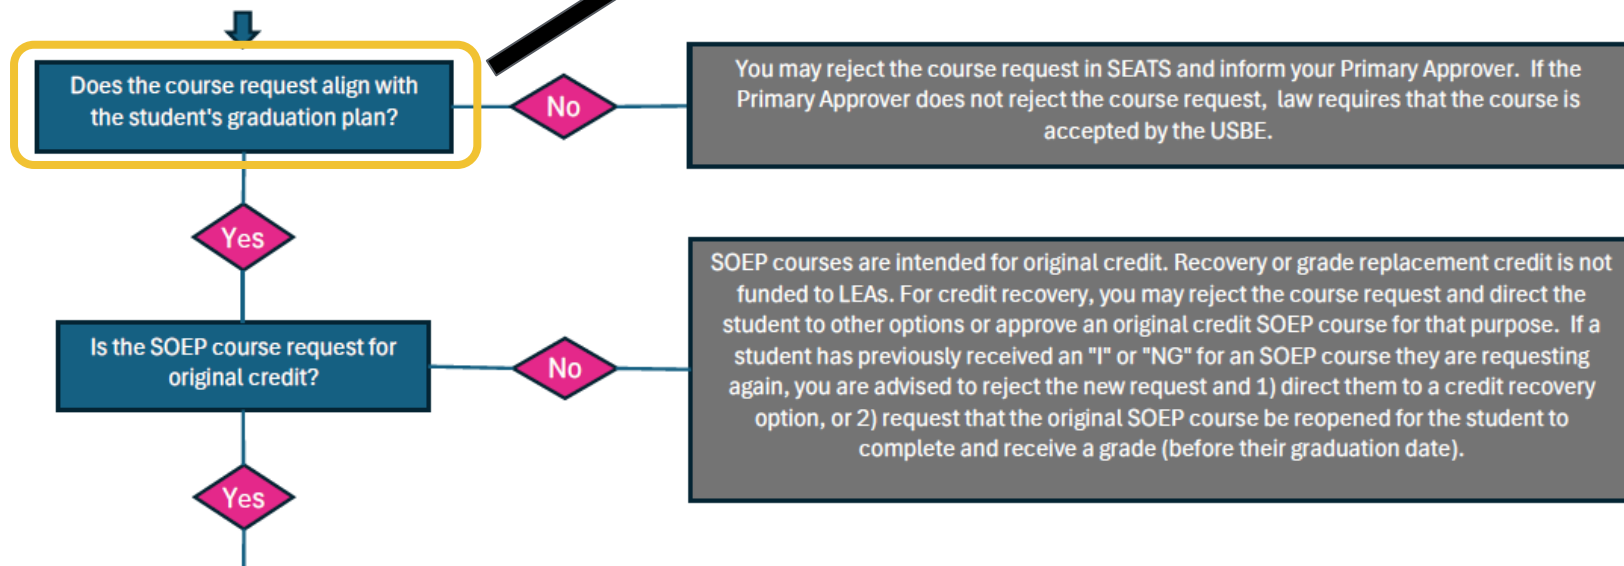 Does the course request align with
the student's graduation plan?
No
You may reject the course request in SEATS and inform your Primary Approver.  If the
Primary Approver does not reject the course request,  law requires that the course is
accepted by the USBE.
Yes
Is the SOEP course request for
original credit?
No
SOEP courses are intended for original credit. Recovery or grade replacement credit is not
funded to LEAs. For credit recovery, you may reject the course request and direct the
student to other options or approve an original credit SOEP course for that purpose.  If a
student has previously received an "I" or "NG" for an SOEP course they are requesting
again, you are advised to reject the new request and 1) direct them to a credit recovery
option, or 2) request that the original SOEP course be reopened for the student to
complete and receive a grade (before their graduation date).
Yes